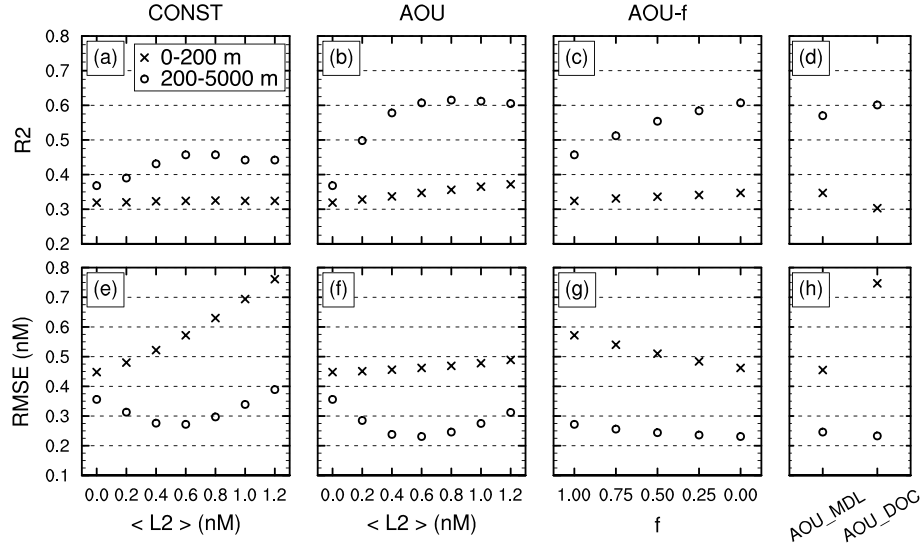 CONST AOU AOU-f
0.8 (a) × 0-200 m (b) (c) (d)
o 200-5000 m
0.7
0.6
0.5
R2
0.4
0.3
0.2
0.8 (e) (f) (g) (h)
0.7
0.6
0.5
RMSE (nM)
0.4
0.3
0.2
0.1
0.0 0.2 0.4 0.6 0.8 1.0 1.2 0.0 0.2 0.4 0.6 0.8 1.0 1.2 1.00 0.75 0.50 0.25 0.00
AOU_MDL AOU_DOC
< L2 > (nM) < L2 > (nM) f